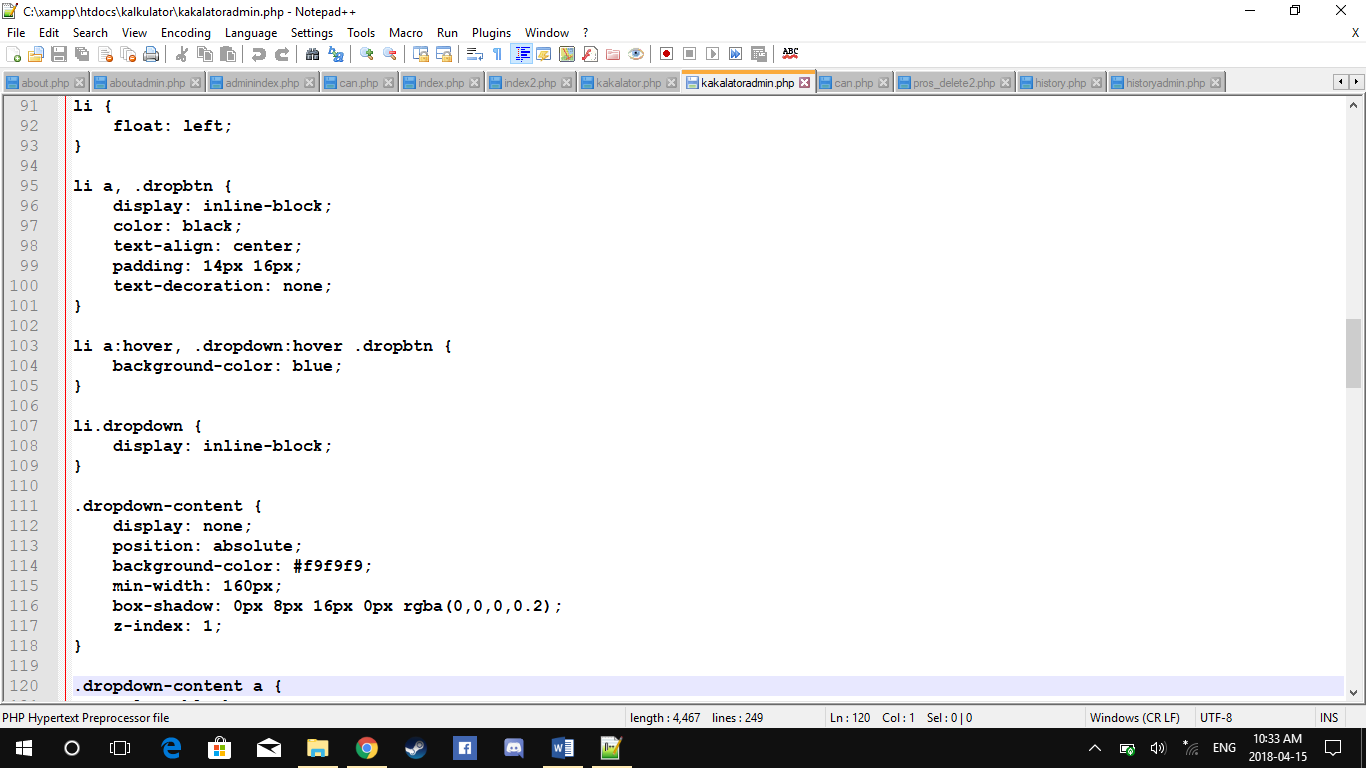 C:\xampp\htdocs\kalkulator\kakalatoradmin.php - Notepad++
File Edit Search View Encoding Language Settings Tools Macro Run Plugins Window ? X
ABC
about.php aboutadmin.php adminindex.php can.php index.php index2.php kakalator.php kakalatoradmin.php can.php pros_delete2.php history.php historyadmin.php
91 li {
92 float: left;
93 }
94
95 li a, .dropbtn {
96 display: inline-block;
97 color: black;
98 text-align: center;
99 padding: 14px 16px;
100 text-decoration: none;
101 }
102
103 li a:hover, .dropdown:hover .dropbtn {
104 background-color: blue;
105 }
106
107 li.dropdown {
108 display: inline-block;
109 }
110
111 .dropdown-content {
112 display: none;
113 position: absolute;
114 background-color: #f9f9f9;
115 min-width: 160px;
116 box-shadow: 0px 8px 16px 0px rgba(0,0,0,0.2);
117 z-index: 1;
118 }
119
120 .dropdown-content a {
PHP Hypertext Preprocessor file length : 4,467 lines : 249 Ln : 120 Col : 1 Sel : 0 | 0 Windows (CR LF) UTF-8 INS
ENG 10:33 AM
2018-04-15